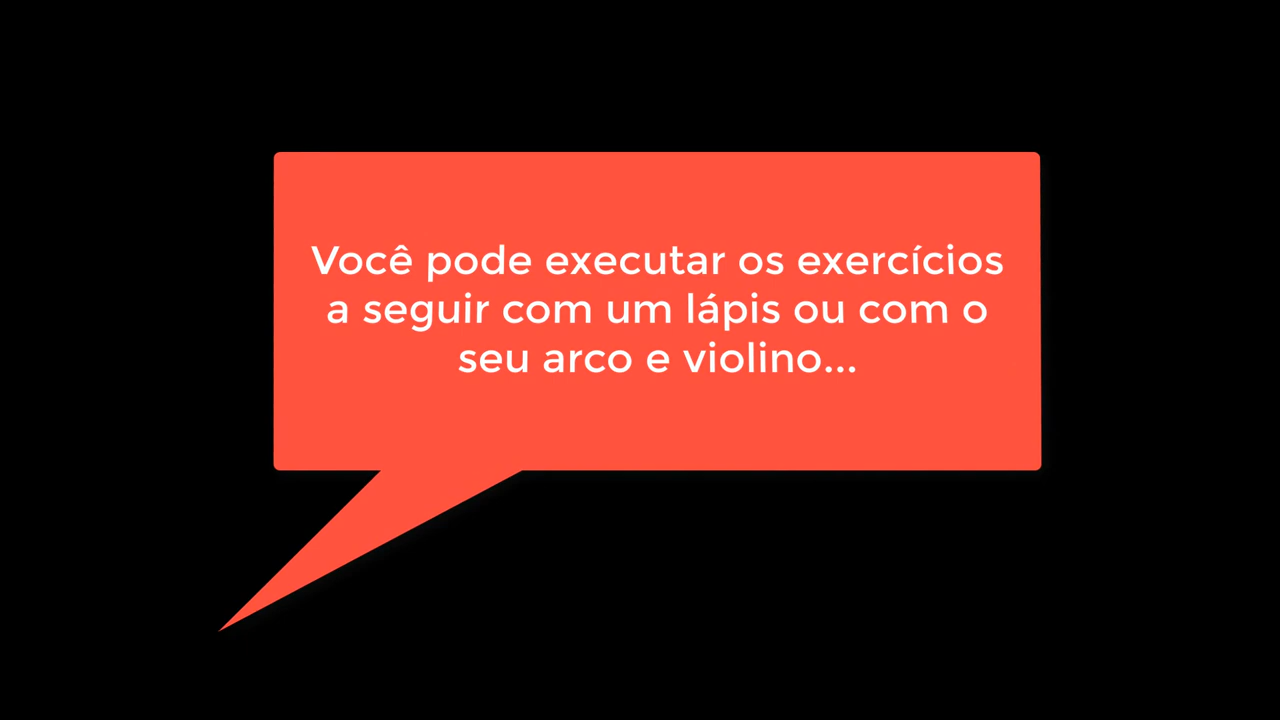 Você pode executar os exercícios
a seguir com um lápis ou com o
seu arco e violino...